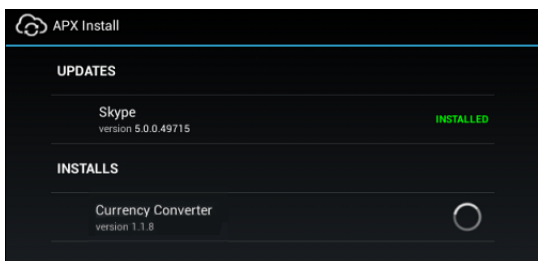 APX Install
UPDATES
Skype
version 5.0.0.49715
INSTALLED
INSTALLS
Currency Converter
version 1.1.8